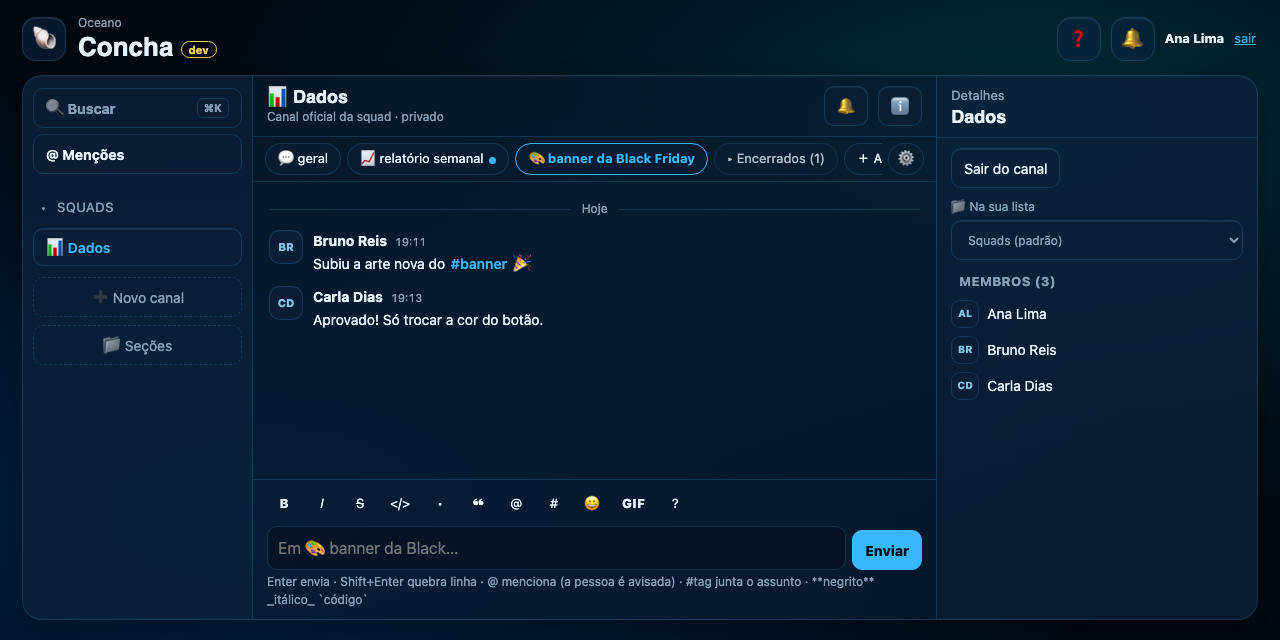 Oceano
Concha dev
Ana Lima sair
Buscar ⌘K
@ Menções
SQUADS
Dados
Novo canal
Seções
Dados
Canal oficial da squad · privado
geral
relatório semanal
banner da Black Friday
Encerrados (1)
+ A
Hoje
BR
Bruno Reis 19:11
Subiu a arte nova do #banner 🎉
CD
Carla Dias 19:13
Aprovado! Só trocar a cor do botão.
B I S </> • ❝ @ # 😀 GIF ?
Em 🎨 banner da Black...
Enviar
Enter envia · Shift+Enter quebra linha · @ menciona (a pessoa é avisada) · #tag junta o assunto · **negrito**
_itálico_ `código`
Detalhes
Dados
Sair do canal
Na sua lista
Squads (padrão)
MEMBROS (3)
AL Ana Lima
BR Bruno Reis
CD Carla Dias